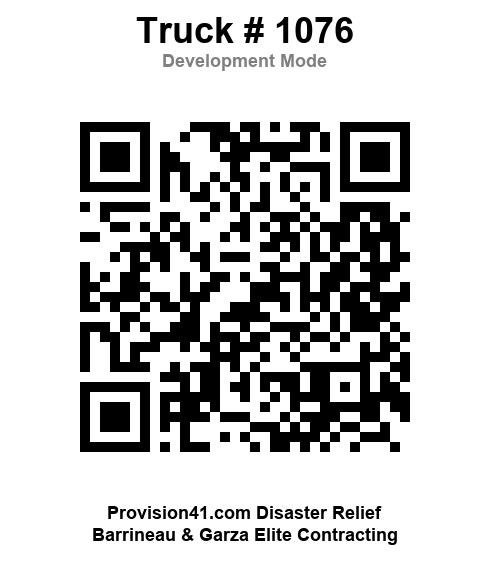 Truck # 1076
Development Mode
Provision41.com Disaster Relief
Barrineau & Garza Elite Contracting